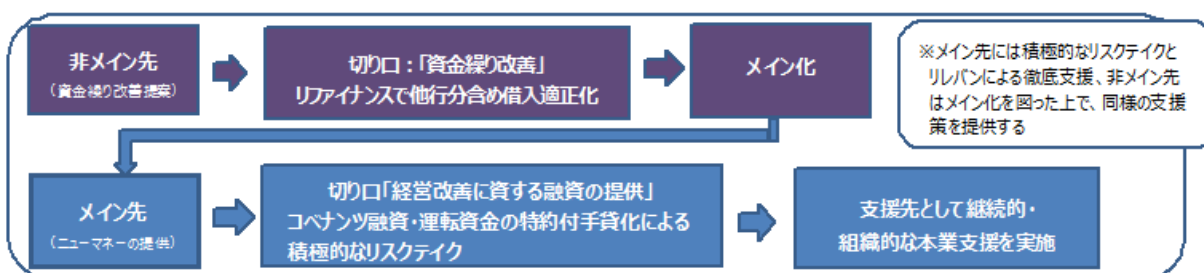 非メイン先
（資金繰り改善提案）
切り口：「資金繰り改善」
リファイナンスで他行分含め借入適正化
メイン化
※メイン先には積極的なリスクテイクと
リレバンによる徹底支援、非メイン先
はメイン化を図った上で、同様の支援
策を提供する
メイン先
（ニューマネーの提供）
切り口「経営改善に資する融資の提供」
コベナンツ融資・運転資金の特約付手貸化による
積極的なリスクテイク
支援先として継続的・
組織的な本業支援を実施